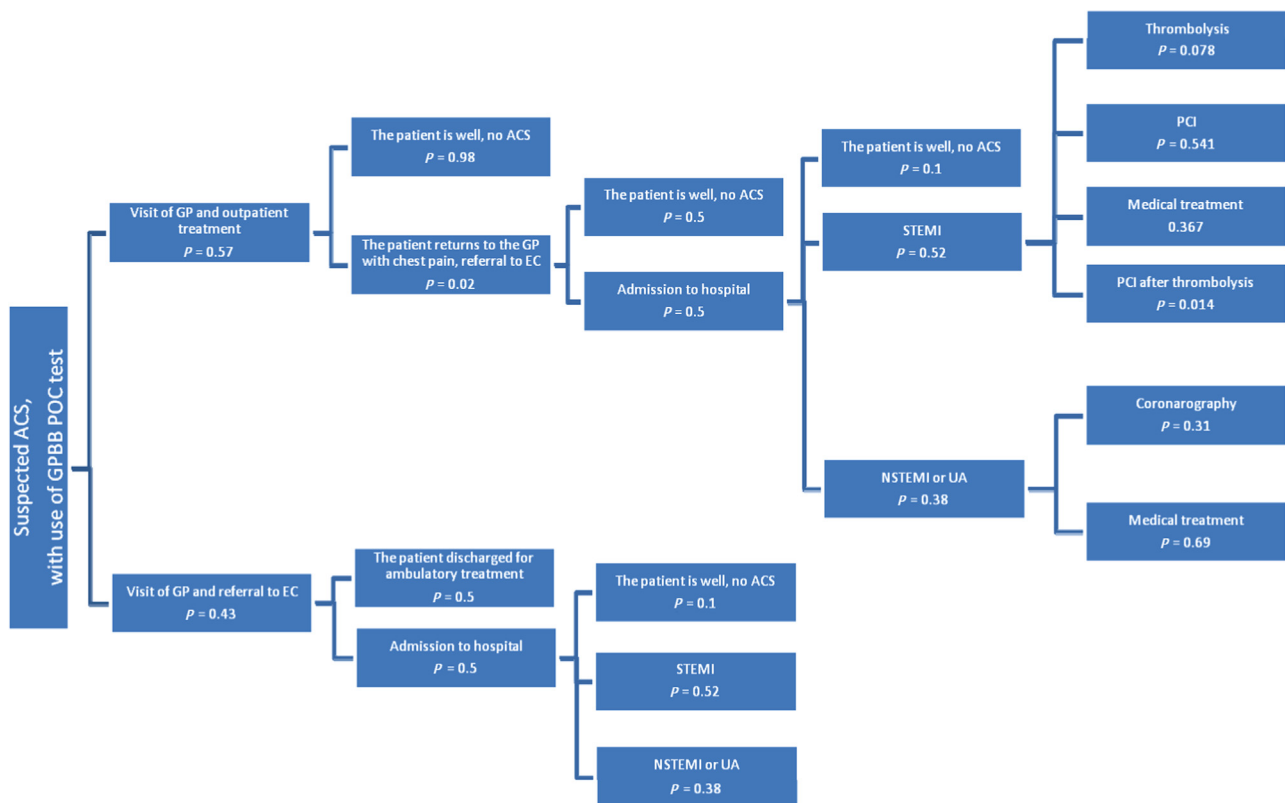 Suspected ACS,
with use of GPBB POC test
Visit of GP and outpatient
treatment
P = 0.57
Visit of GP and referral to EC
P = 0.43
The patient is well, no ACS
P = 0.98
The patient returns to the GP
with chest pain, referral to EC
P = 0.02
The patient discharged for
ambulatory treatment
P = 0.5
Admission to hospital
P = 0.5
The patient is well, no ACS
P = 0.5
Admission to hospital
P = 0.5
The patient is well, no ACS
P = 0.1
STEMI
P = 0.52
NSTEMI or UA
P = 0.38
The patient is well, no ACS
P = 0.1
STEMI
P = 0.52
NSTEMI or UA
P = 0.38
Thrombolysis
P = 0.078
PCI
P = 0.541
Medical treatment
0.367
PCI after thrombolysis
P = 0.014
Coronarography
P = 0.31
Medical treatment
P = 0.69